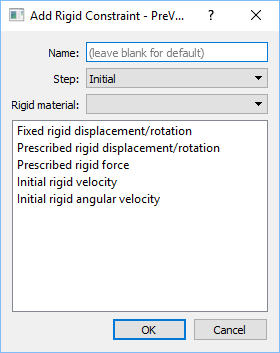 Add Rigid Constraint - PreV... ?
Name: (leave blank for default)
Step: Initial
Rigid material:
Fixed rigid displacement/rotation
Prescribed rigid displacement/rotation
Prescribed rigid force
Initial rigid velocity
Initial rigid angular velocity
OK Cancel